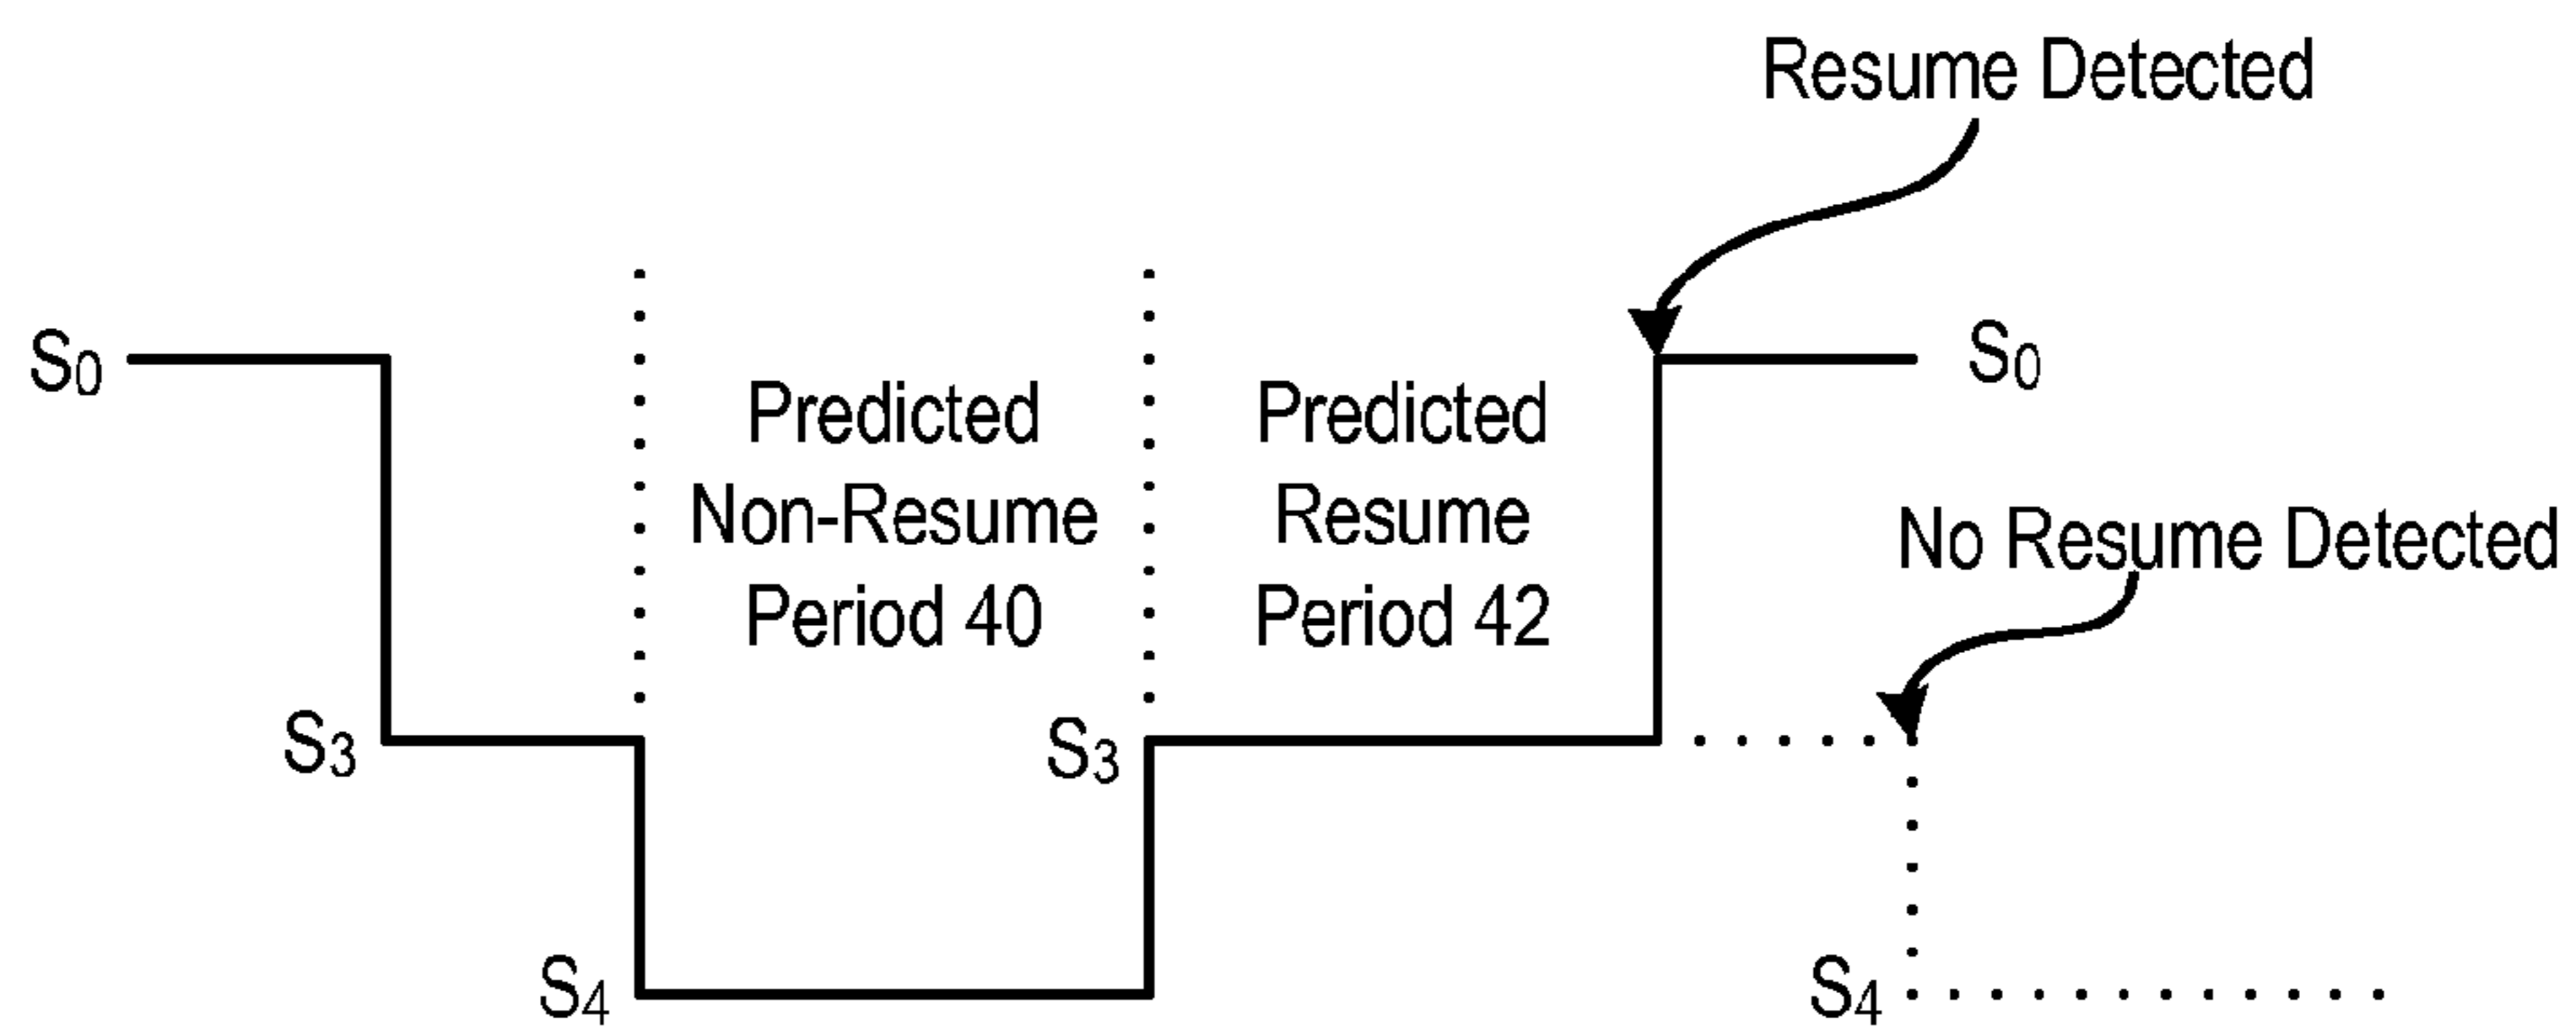 Resume Detected
S0
Predicted
Non-Resume
Period 40
Predicted
Resume
Period 42
S0
No Resume Detected
S3
S3
S4
S4